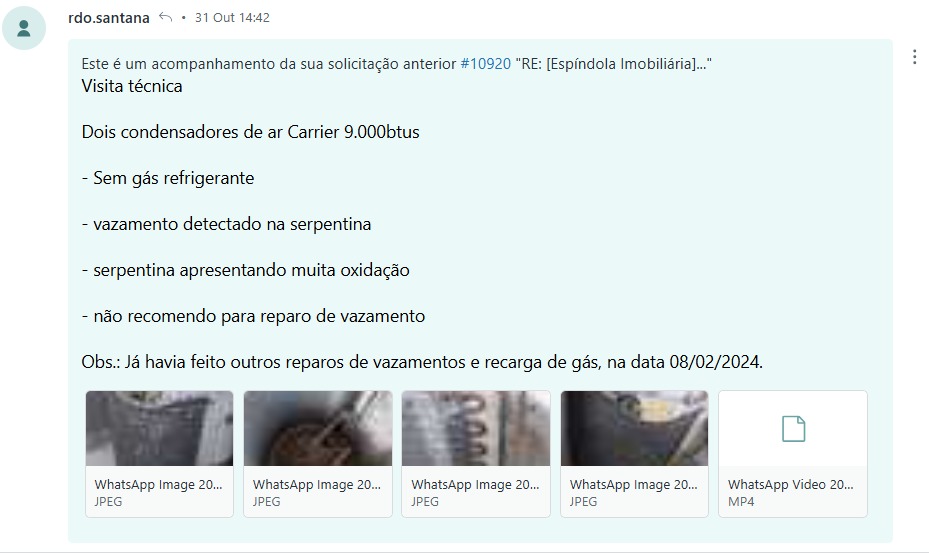 rdo.santana • 31 Out 14:42
Este é um acompanhamento da sua solicitação anterior #10920 "RE: [Espíndola Imobiliária]..."
Visita técnica
Dois condensadores de ar Carrier 9.000btus
- Sem gás refrigerante
- vazamento detectado na serpentina
- serpentina apresentando muita oxidação
- não recomendo para reparo de vazamento
Obs.: Já havia feito outros reparos de vazamentos e recarga de gás, na data 08/02/2024.
WhatsApp Image 20...
JPEG
WhatsApp Image 20...
JPEG
WhatsApp Image 20...
JPEG
WhatsApp Image 20...
JPEG
WhatsApp Video 20...
MP4